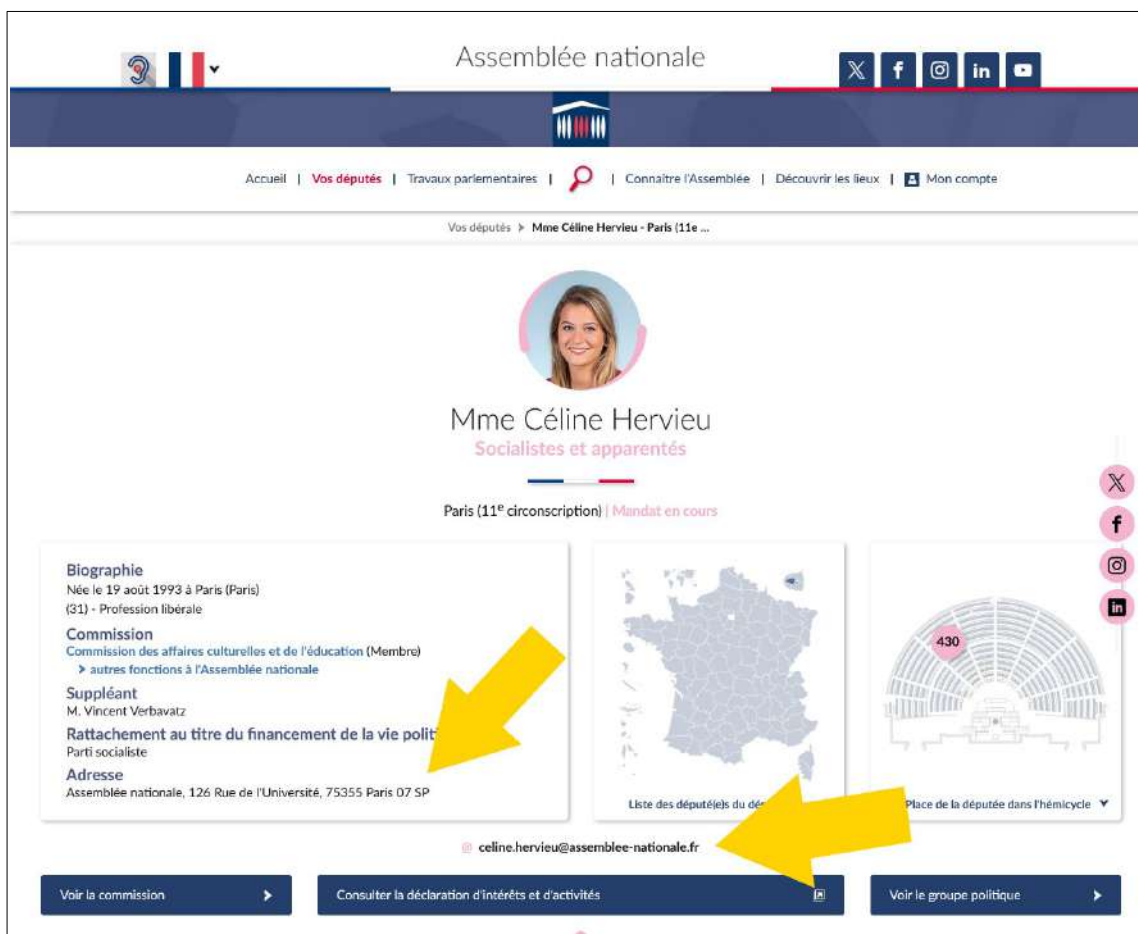 Assemblée nationale
Accueil | Vos députés | Travaux parlementaires | | Connaître l'Assemblée | Découvrir les lieux | Mon compte
Vos députés > Mme Céline Hervieu - Paris (11e ...
Mme Céline Hervieu
Socialistes et apparentés
Paris (11e circonscription) | Mandat en cours
Biographie
Née le 19 août 1993 à Paris (Paris)
(31) - Profession libérale
Commission
Commission des affaires culturelles et de l'éducation (Membre)
> autres fonctions à l'Assemblée nationale
Suppléant
M. Vincent Verbavatz
Rattachement au titre du financement de la vie polit
Parti socialiste
Adresse
Assemblée nationale, 126 Rue de l'Université, 75355 Paris 07 SP
Liste des député(e)s du dé
430
Place de la députée dans l'hémicycle
@ celine.hervieu@assemblee-nationale.fr
Voir la commission >
Consulter la déclaration d'intérêts et d'activités
Voir le groupe politique >